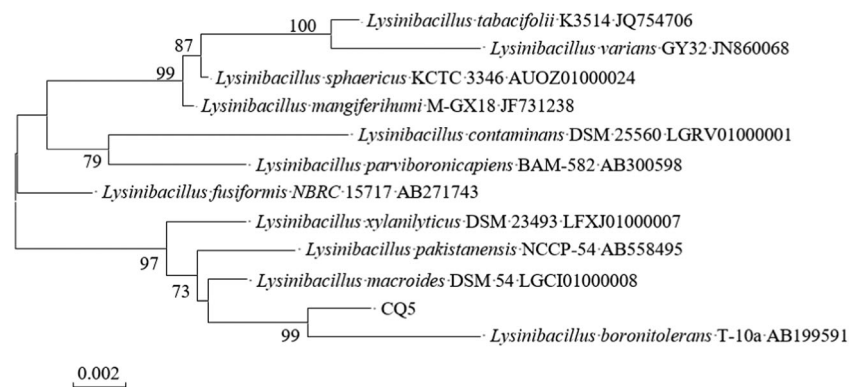 100
Lysinibacillus·tabacifolii·K3514·JQ754706
87
Lysinibacillus·varians·GY32·JN860068
99
Lysinibacillus·sphaericus·KCTC·3346·AUOZ01000024
Lysinibacillus·mangiferihumi·M-GX18·JF731238
Lysinibacillus·contaminans·DSM·25560·LGRV01000001
79
Lysinibacillus·parviboronicapiens·BAM-582·AB300598
Lysinibacillus·fusiformis·NBRC·15717·AB271743
Lysinibacillus·xylanilyticus·DSM·23493·LFXJ01000007
97
Lysinibacillus·pakistanensis·NCCP-54·AB558495
73
Lysinibacillus·macroides·DSM·54·LGCI01000008
CQ5
99
Lysinibacillus·boronitolerans·T-10a·AB199591
0.002